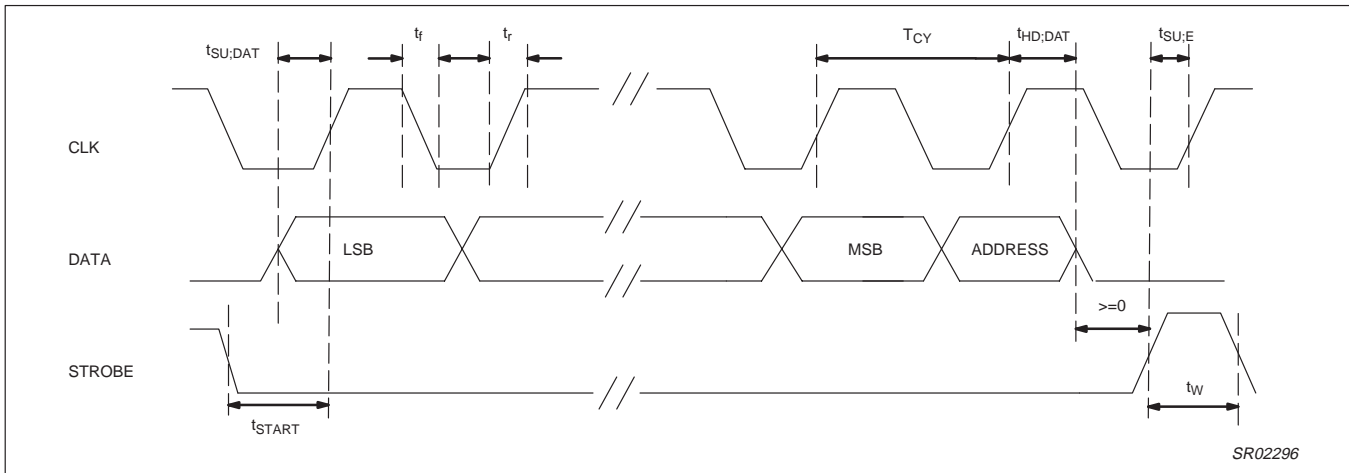 tSU;DAT tf tr TCY tHD;DAT tSU;E
CLK
DATA LSB MSB ADDRESS
>=0
STROBE
tSTART tW
SR02296